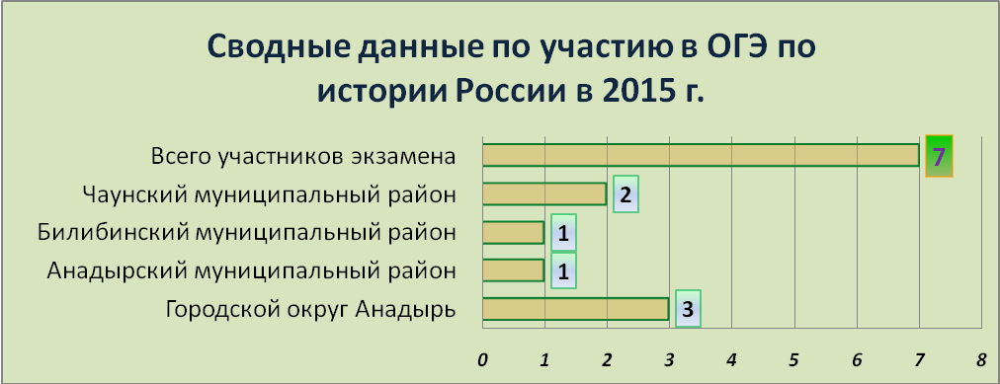 Сводные данные по участию в ОГЭ по
истории России в 2015 г.
Всего участников экзамена 7
Чаунский муниципальный район 2
Билибинский муниципальный район 1
Анадырский муниципальный район 1
Городской округ Анадырь 3
0 1 2 3 4 5 6 7 8